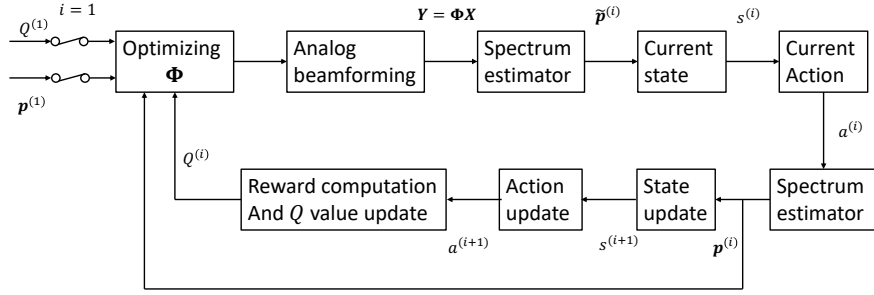 i = 1
Q^(1)
p^(1)
Optimizing
Φ
Analog
beamforming
Y = ΦX
Spectrum
estimator
p̃^(i)
Current
state
s^(i)
Current
Action
a^(i)
Spectrum
estimator
p^(i)
State
update
s^(i+1)
Action
update
a^(i+1)
Reward computation
And Q value update
Q^(i)